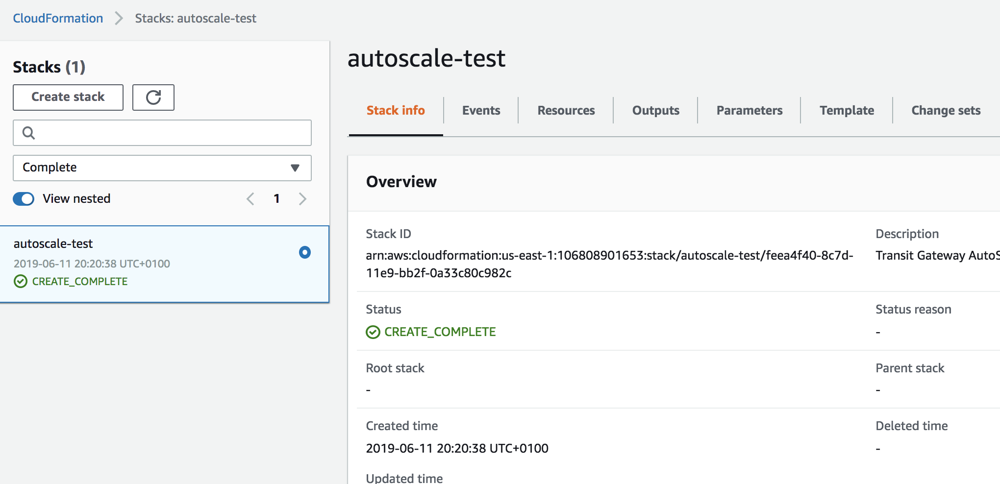 CloudFormation > Stacks: autoscale-test
Stacks (1)
Create stack
Complete
View nested
1
autoscale-test
2019-06-11 20:20:38 UTC+0100
CREATE_COMPLETE
autoscale-test
Stack info
Events
Resources
Outputs
Parameters
Template
Change sets
Overview
Stack ID
arn:aws:cloudformation:us-east-1:106808901653:stack/autoscale-test/feea4f40-8c7d-
11e9-bb2f-0a33c80c982c
Description
Transit Gateway AutoS
Status
CREATE_COMPLETE
Status reason
-
Root stack
-
Parent stack
-
Created time
2019-06-11 20:20:38 UTC+0100
Deleted time
-
Updated time